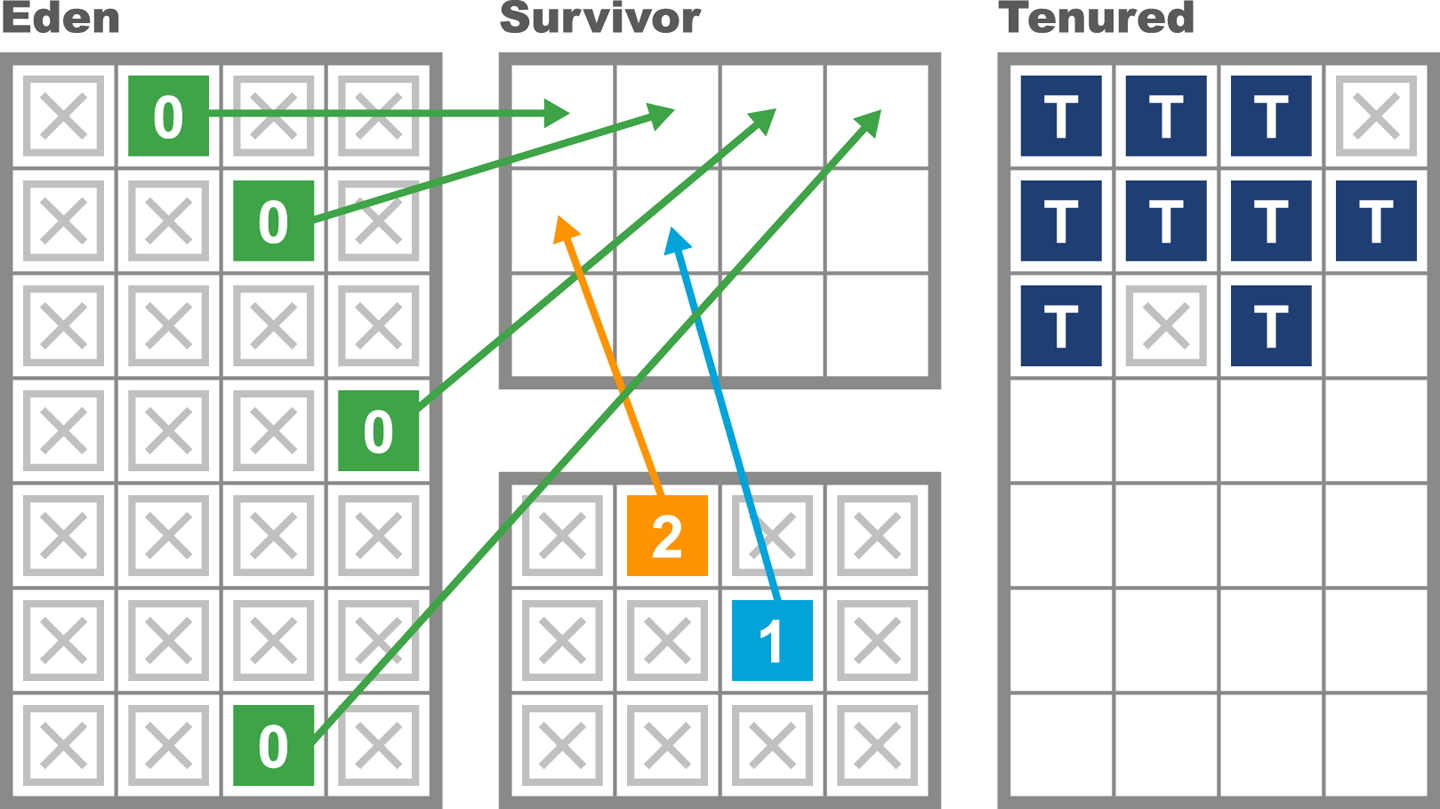 Eden Survivor Tenured
0 T T T
0 T T T T
T T
0
2
1
0